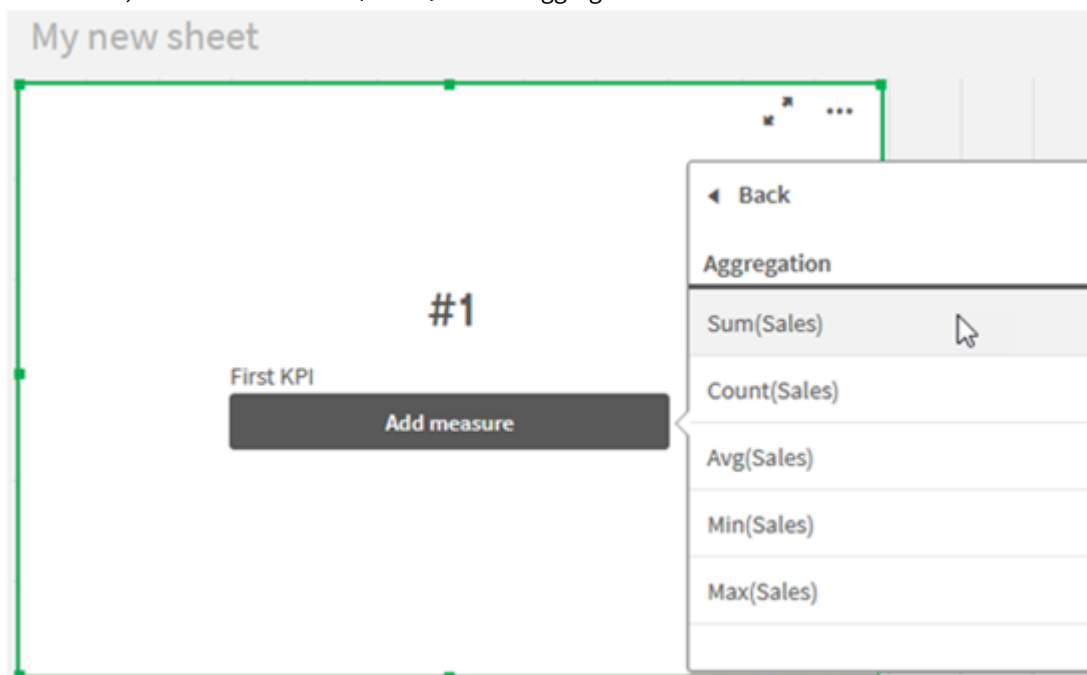 My new sheet
Back
Aggregation
#1
Sum(Sales)
First KPI
Count(Sales)
Add measure
Avg(Sales)
Min(Sales)
Max(Sales)